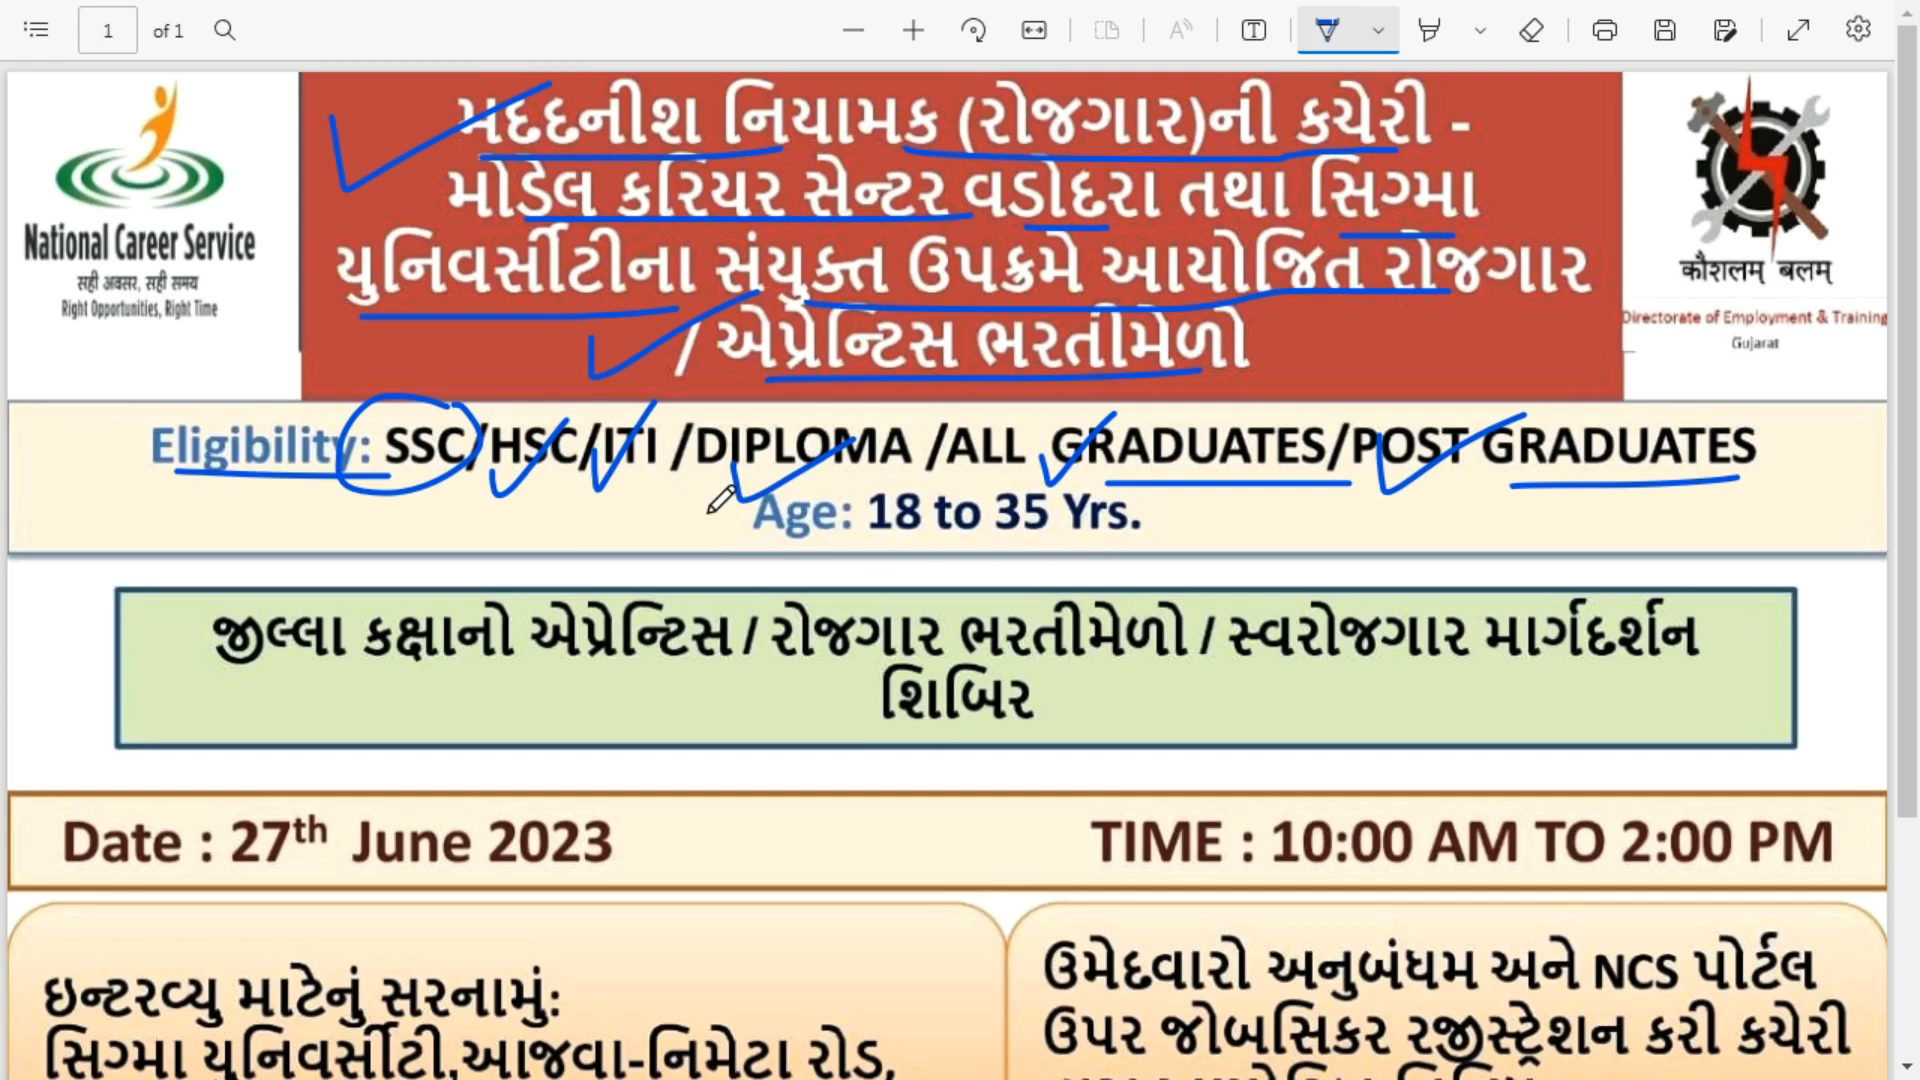 1 of 1
National Career Service
सही अवसर, सही समय
Right Opportunities, Right Time
મદદનીશ નિયામક (રોજગાર)ની કચેરી -
મોડેલ કરિયર સેન્ટર વડોદરા તથા સિગ્મા
યુનિવર્સીટીના સંયુક્ત ઉપક્રમે આયોજિત રોજગાર
/ એપ્રેન્ટિસ ભરતીમેળો
कौशलम् बलम्
Directorate of Employment & Training
Gujarat
Eligibility: SSC/HSC/ITI /DIPLOMA /ALL GRADUATES/POST GRADUATES
Age: 18 to 35 Yrs.
જીલ્લા કક્ષાનો એપ્રેન્ટિસ / રોજગાર ભરતીમેળો / સ્વરોજગાર માર્ગદર્શન
શિબિર
Date : 27th June 2023
TIME : 10:00 AM TO 2:00 PM
ઇન્ટરવ્યુ માટેનું સરનામું:
સિગ્મા યુનિવર્સીટી,આજવા-નિમેટા રોડ,
ઉમેદવારો અનુબંધમ અને NCS પોર્ટલ
ઉપર જોબસિકર રજીસ્ટ્રેશન કરી કચેરી